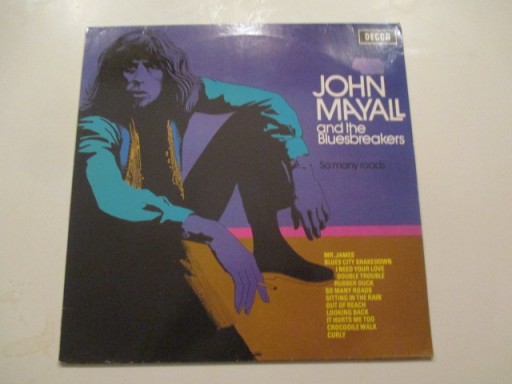 DECCA
JOHN
MAYALL
and the
Bluesbreakers
So many roads
MR. JAMES
BLUES CITY SHAKEDOWN
I NEED YOUR LOVE
DOUBLE TROUBLE
RUBBER DUCK
SO MANY ROADS
SITTING IN THE RAIN
OUT OF REACH
LOOKING BACK
IT HURTS ME TOO
CROCODILE WALK
CURLY